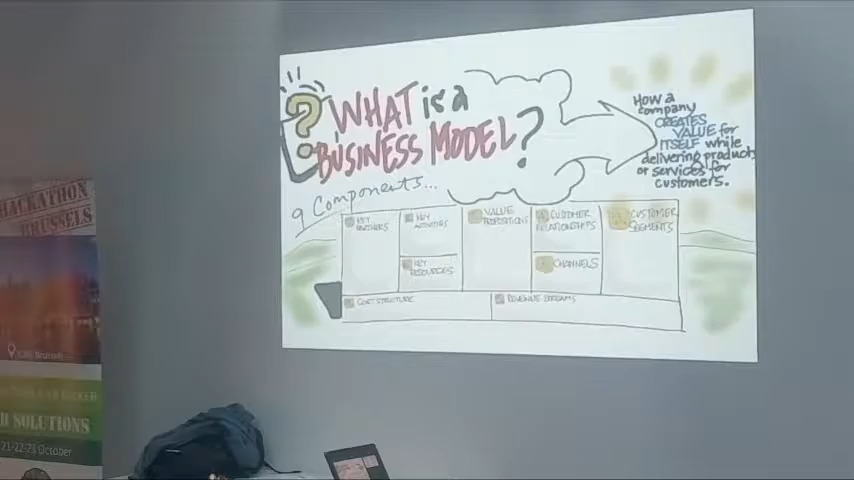 WHAT is a
BUSINESS MODEL?
9 Components...
How a
company
CREATES
VALUE for
ITSELF while
delivering products
or services for
customers.
KEY
PARTNERS
KEY
ACTIVITIES
KEY
RESOURCES
VALUE
PROPOSITIONS
CUSTOMER
RELATIONSHIPS
CHANNELS
CUSTOMER
SEGMENTS
COST STRUCTURE
REVENUE STREAMS
HACKATHON
BRUSSELS
SOLUTIONS
21-22-23 October